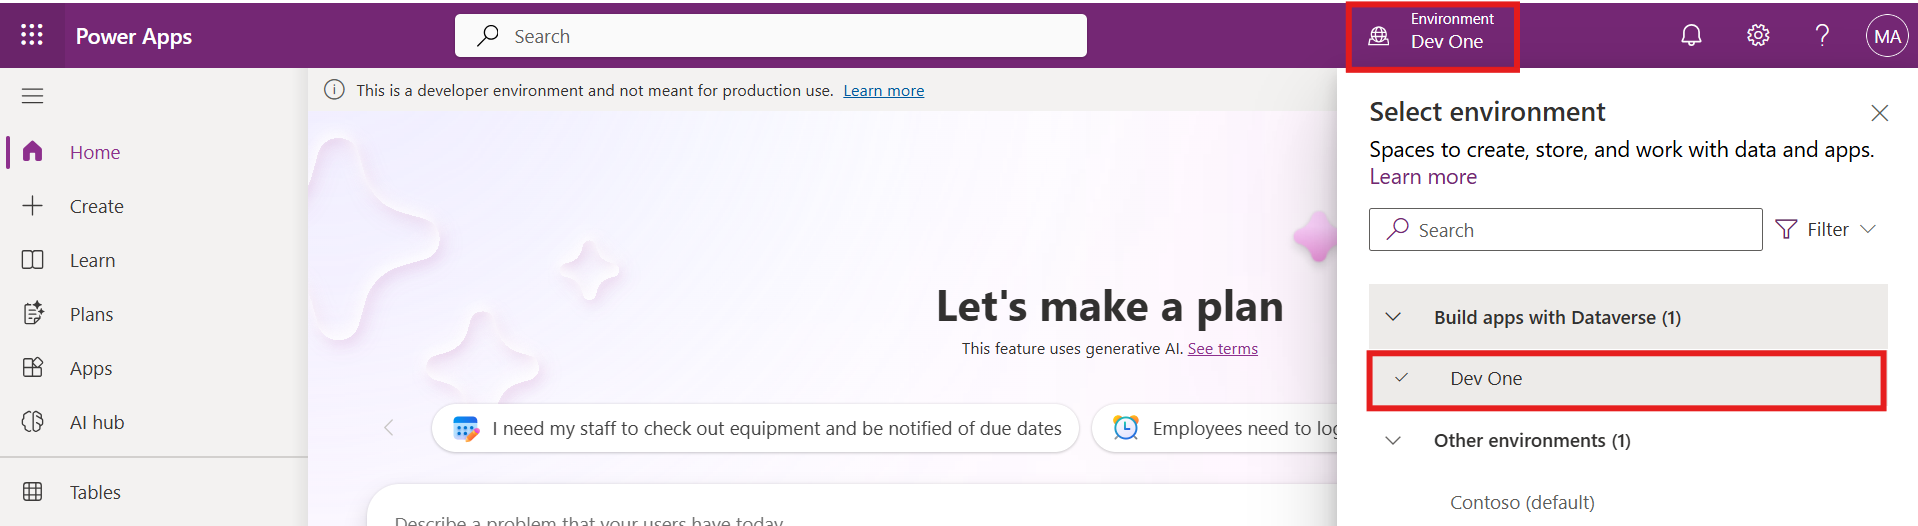 Power Apps
Search
Environment
Dev One
MA
This is a developer environment and not meant for production use. Learn more
Home
Create
Learn
Plans
Apps
AI hub
Tables
Let's make a plan
This feature uses generative AI. See terms
I need my staff to check out equipment and be notified of due dates
Employees need to log
Describe a problem that your users have today
Select environment
Spaces to create, store, and work with data and apps.
Learn more
Search
Filter
Build apps with Dataverse (1)
Dev One
Other environments (1)
Contoso (default)